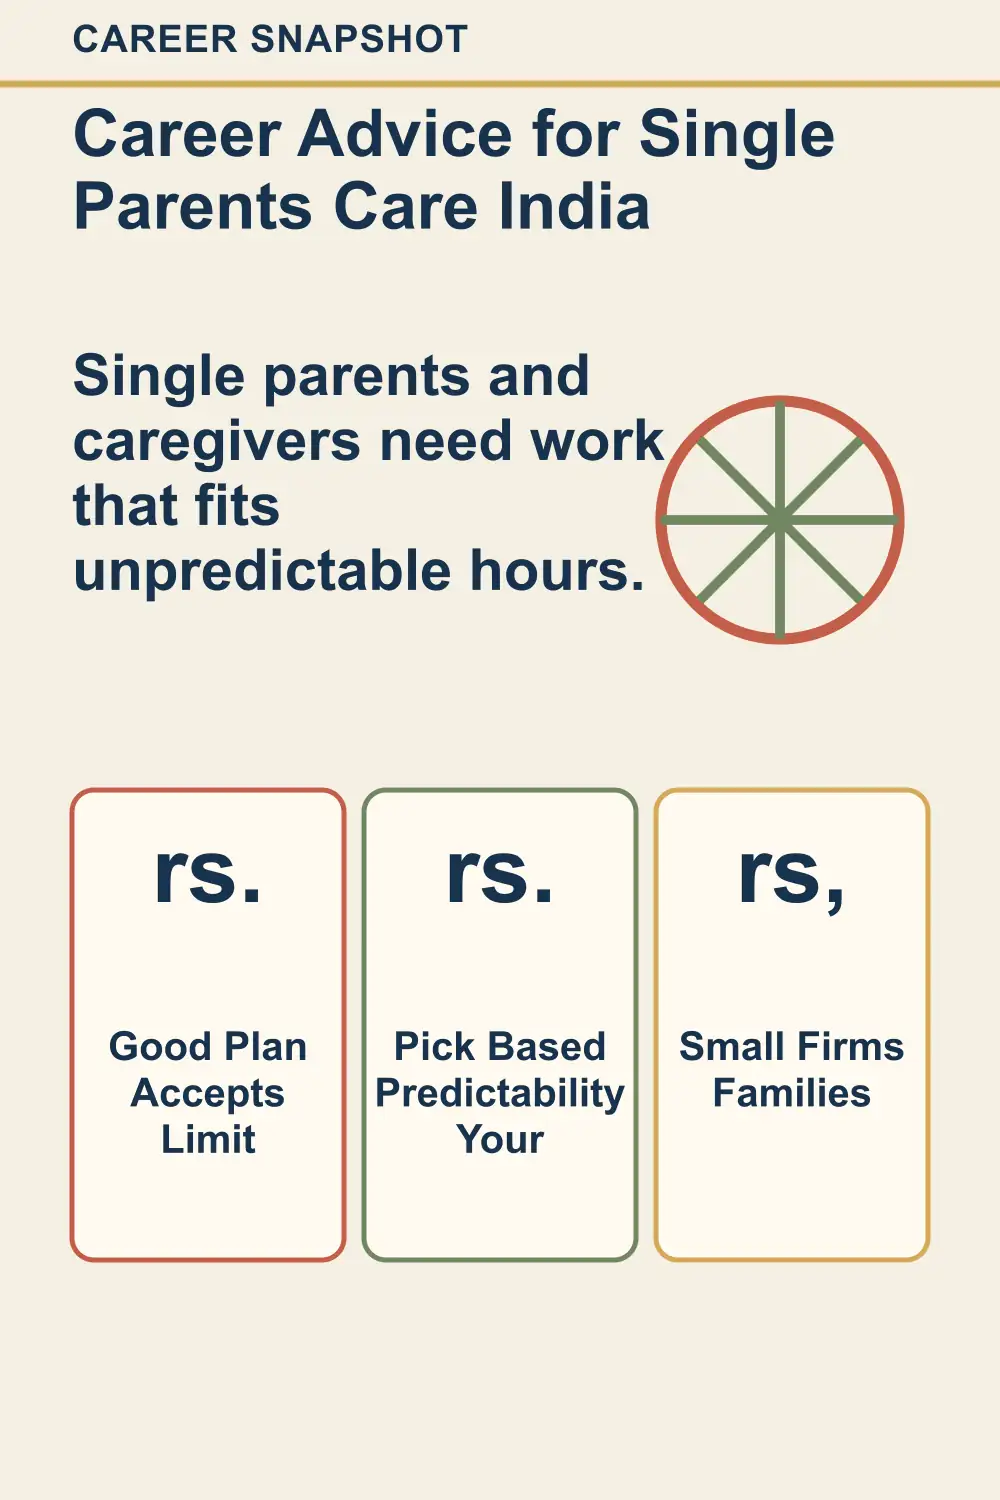 CAREER SNAPSHOT
Career Advice for Single
Parents Care India
Single parents and
caregivers need work
that fits
unpredictable hours.
rs.
Good Plan
Accepts
Limit
rs.
Pick Based
Predictability
Your
rs,
Small Firms
Families